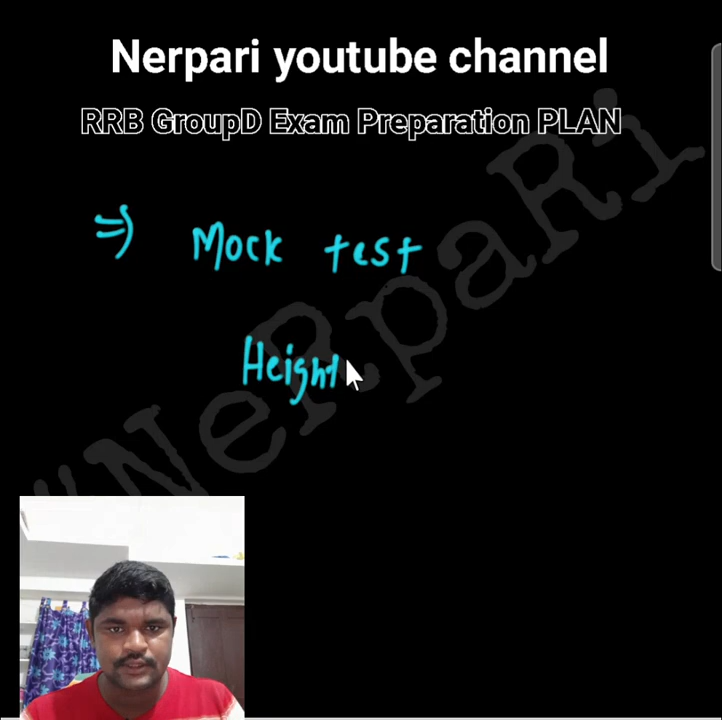 Nerpari youtube channel
RRB GroupD Exam Preparation PLAN
⇒ Mock test
Height
"NeRpaRi